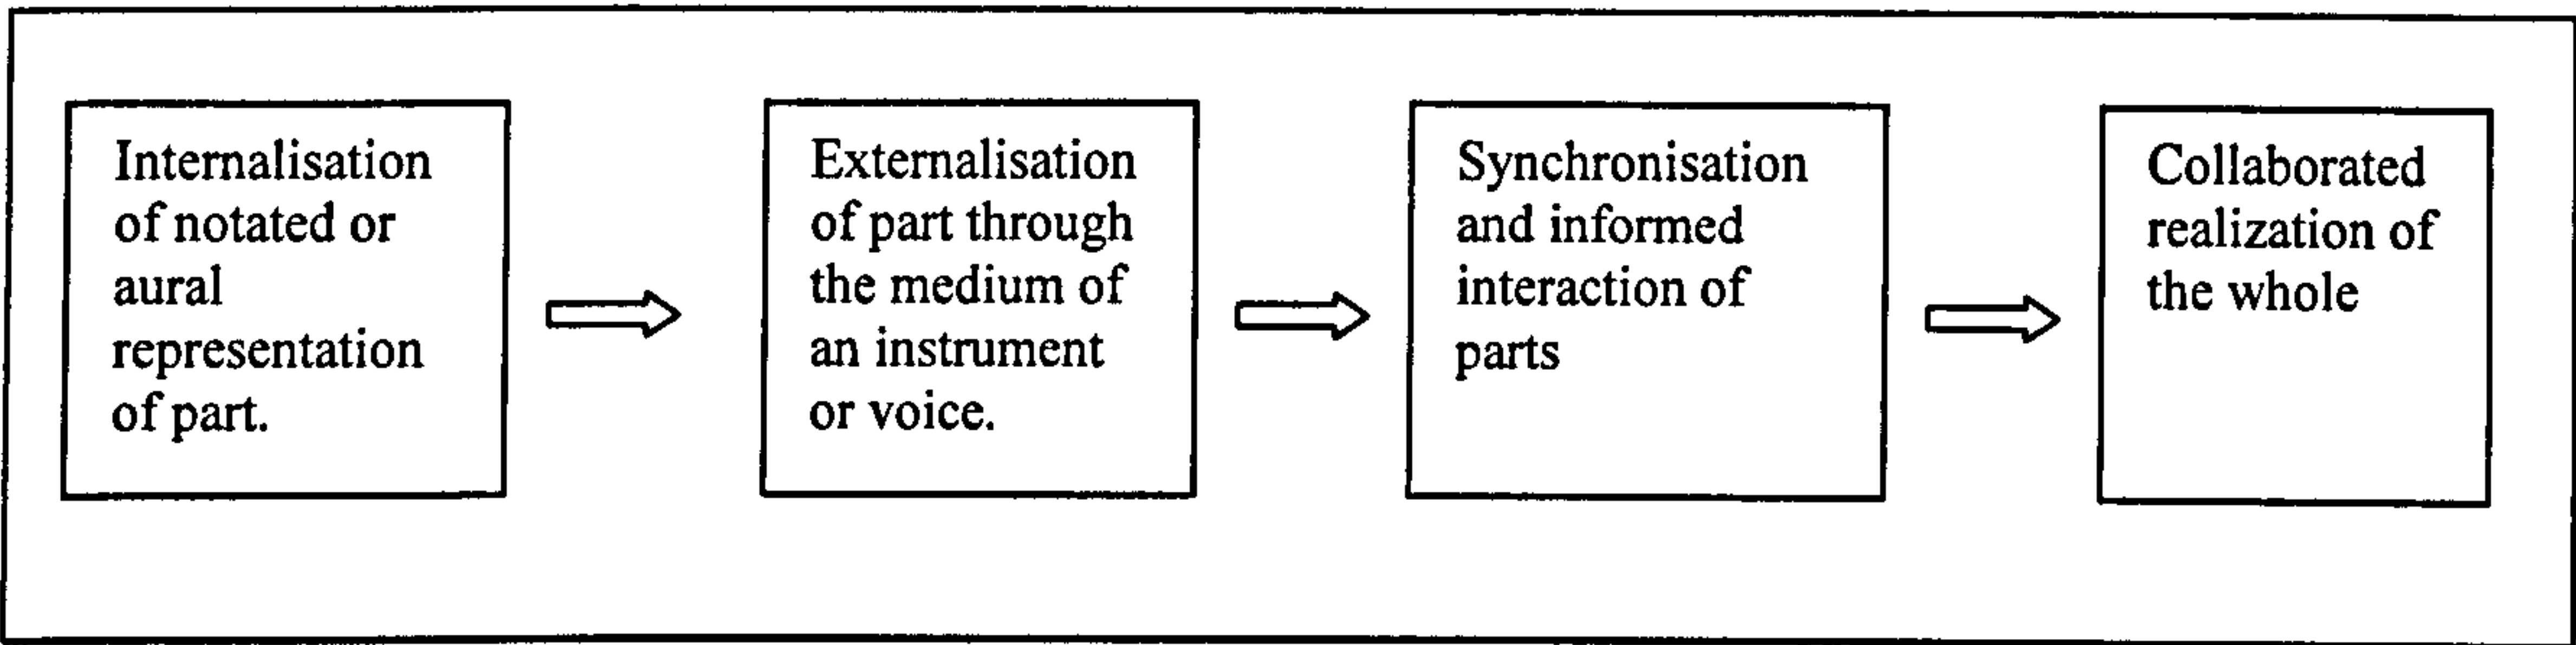 Internalisation
of notated or
aural
representation
of part.
Externalisation
of part through
the medium of
an instrument
or voice.
Synchronisation
and informed
interaction of
parts
Collaborated
realization of
the whole